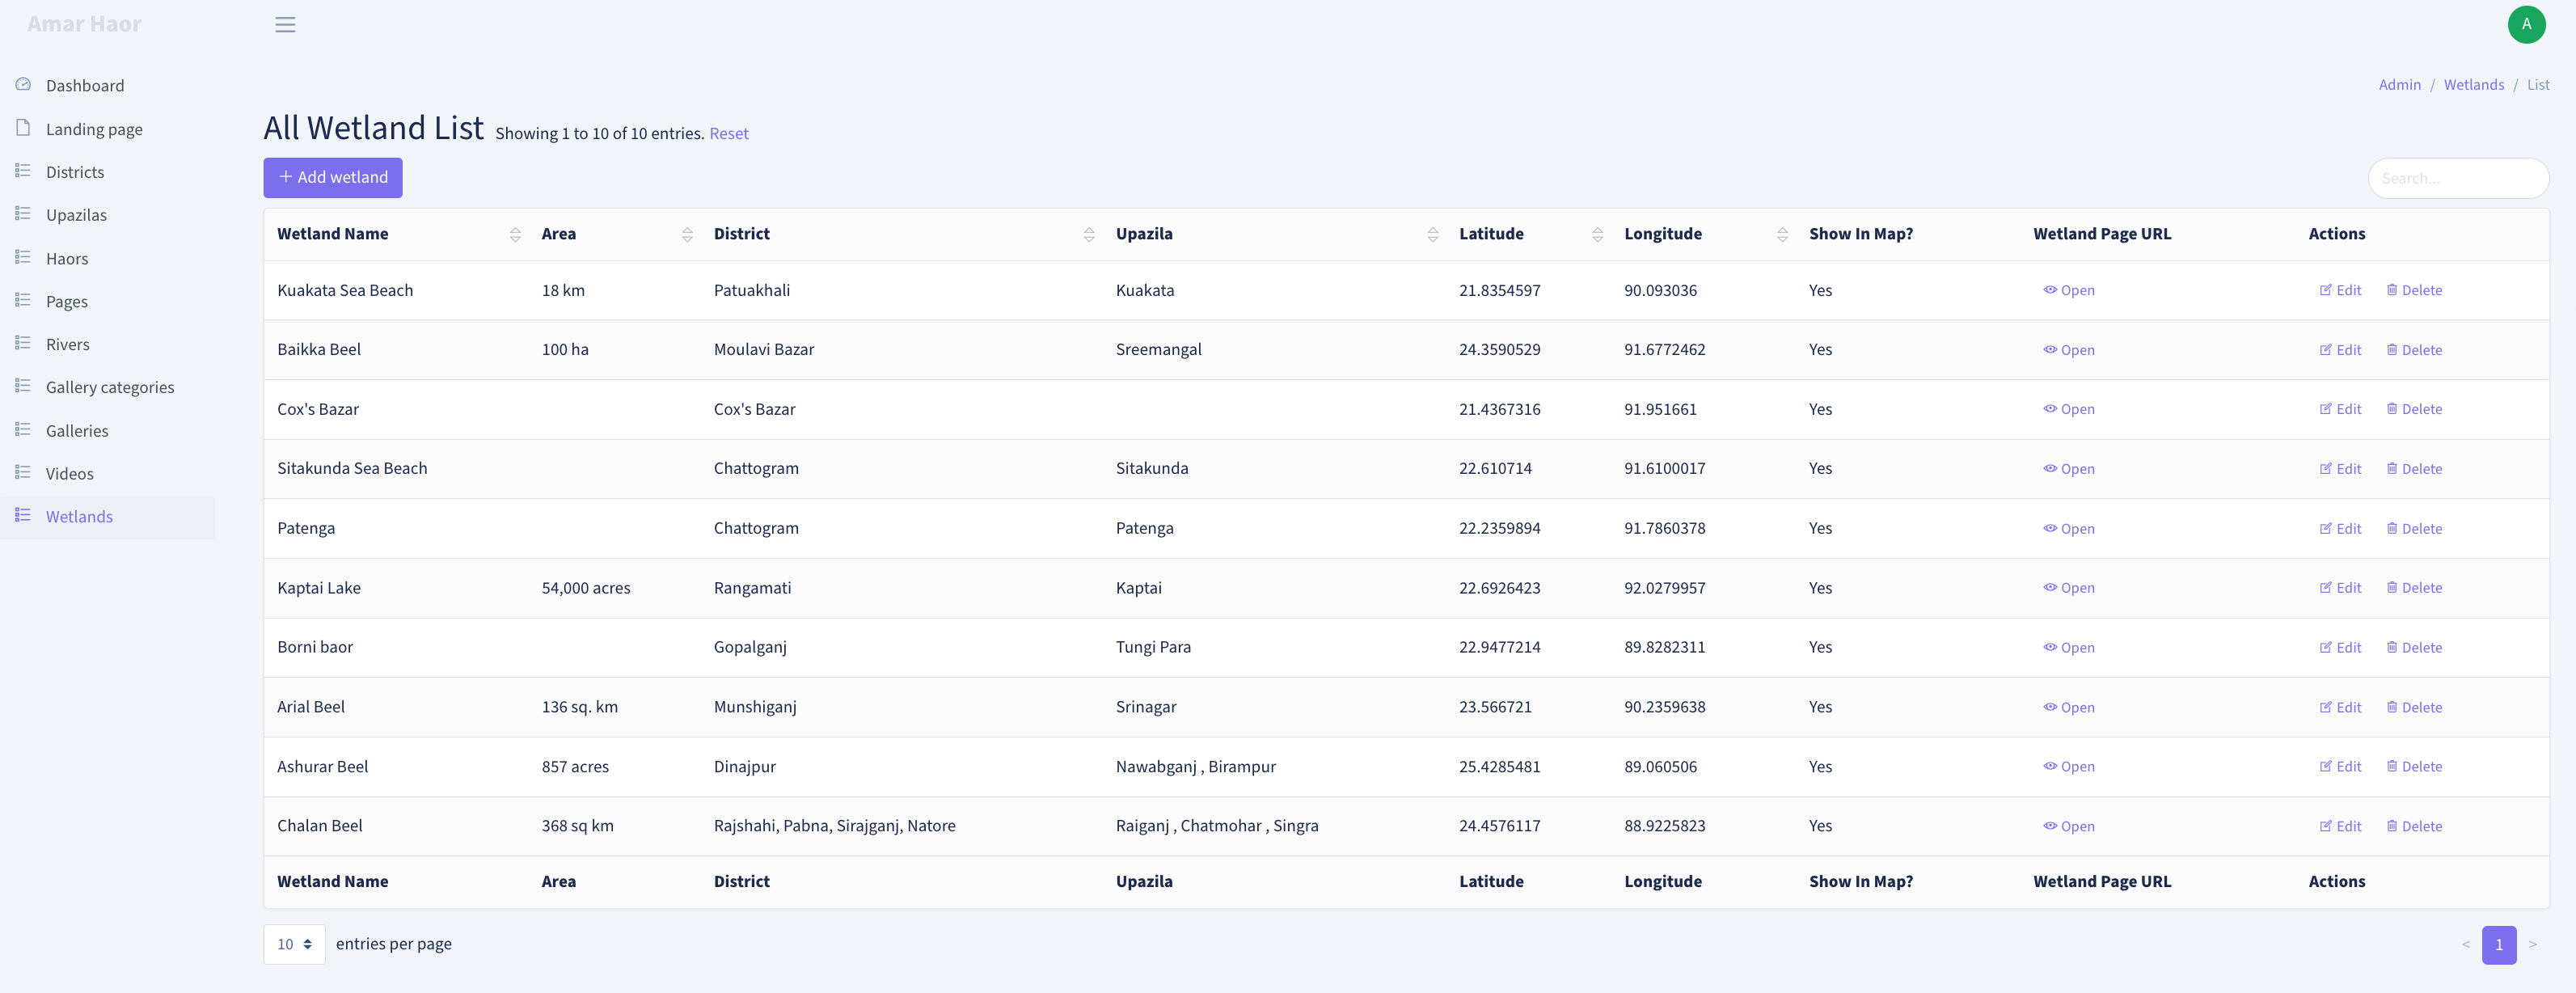 Amar Haor
A
Dashboard
Landing page
Districts
Upazilas
Haors
Pages
Rivers
Gallery categories
Galleries
Videos
Wetlands
Admin / Wetlands / List
All Wetland List Showing 1 to 10 of 10 entries. Reset
+ Add wetland
Search...
Wetland Name Area District Upazila Latitude Longitude Show In Map? Wetland Page URL Actions
Kuakata Sea Beach 18 km Patuakhali Kuakata 21.8354597 90.093036 Yes Open Edit Delete
Baikka Beel 100 ha Moulavi Bazar Sreemangal 24.3590529 91.6772462 Yes Open Edit Delete
Cox's Bazar Cox's Bazar 21.4367316 91.951661 Yes Open Edit Delete
Sitakunda Sea Beach Chattogram Sitakunda 22.610714 91.6100017 Yes Open Edit Delete
Patenga Chattogram Patenga 22.2359894 91.7860378 Yes Open Edit Delete
Kaptai Lake 54,000 acres Rangamati Kaptai 22.6926423 92.0279957 Yes Open Edit Delete
Borni baor Gopalganj Tungi Para 22.9477214 89.8282311 Yes Open Edit Delete
Arial Beel 136 sq. km Munshiganj Srinagar 23.566721 90.2359638 Yes Open Edit Delete
Ashurar Beel 857 acres Dinajpur Nawabganj , Birampur 25.4285481 89.060506 Yes Open Edit Delete
Chalan Beel 368 sq km Rajshahi, Pabna, Sirajganj, Natore Raiganj , Chatmohar , Singra 24.4576117 88.9225823 Yes Open Edit Delete
Wetland Name Area District Upazila Latitude Longitude Show In Map? Wetland Page URL Actions
10 entries per page
< 1 >